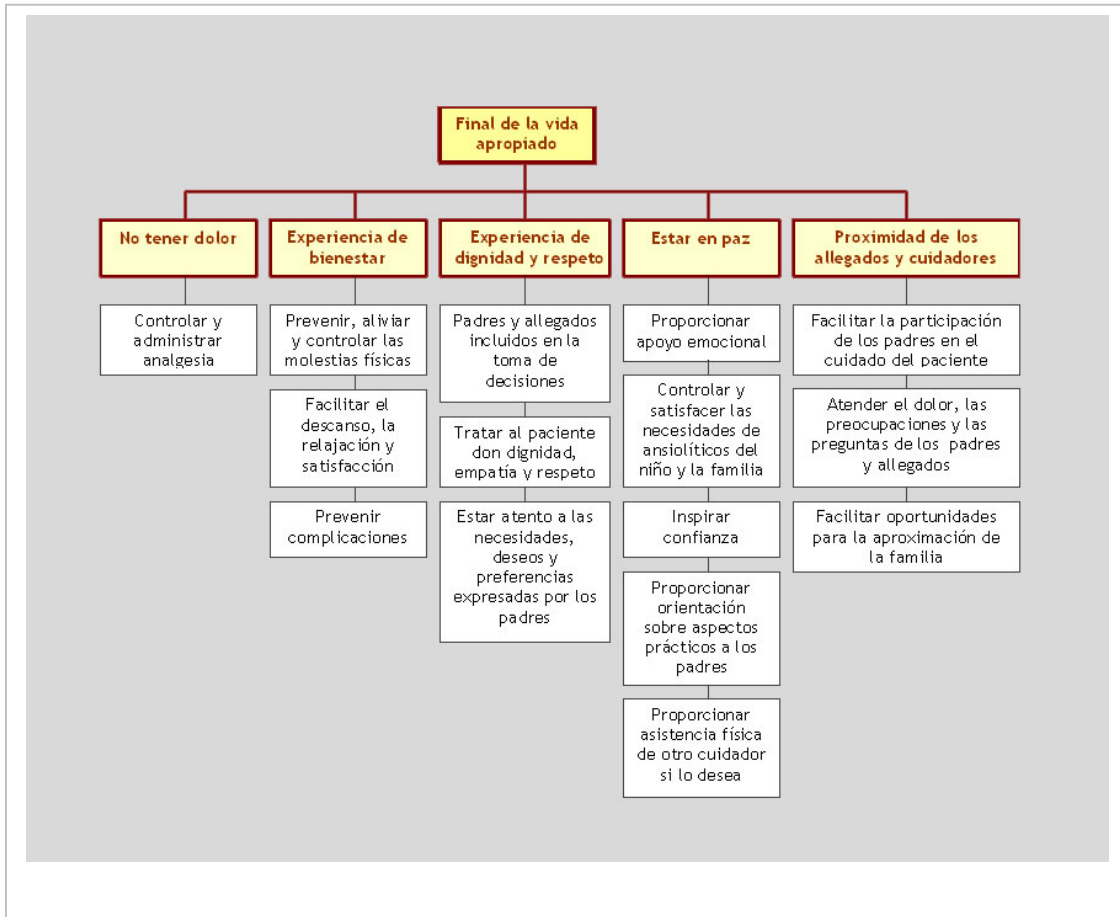 Final de la vida
apropiado
No tener dolor
Controlar y
administrar
analgesia
Experiencia de
bienestar
Prevenir, aliviar
y controlar las
molestias físicas
Facilitar el
descanso, la
relajación y
satisfacción
Prevenir
complicaciones
Experiencia de
dignidad y respeto
Padres y allegados
incluidos en la
toma de
decisiones
Tratar al paciente
don dignidad,
empatía y respeto
Estar atento a las
necesidades,
deseos y
preferencias
expresadas por los
padres
Estar en paz
Proporcionar
apoyo emocional
Controlar y
satisfacer las
necesidades de
ansiolíticos del
niño y la familia
Inspirar
confianza
Proporcionar
orientación
sobre aspectos
prácticos a los
padres
Proporcionar
asistencia física
de otro cuidador
si lo desea
Proximidad de los
allegados y cuidadores
Facilitar la participación
de los padres en el
cuidado del paciente
Atender el dolor, las
preocupaciones y las
preguntas de los padres
y allegados
Facilitar oportunidades
para la aproximación de
la familia